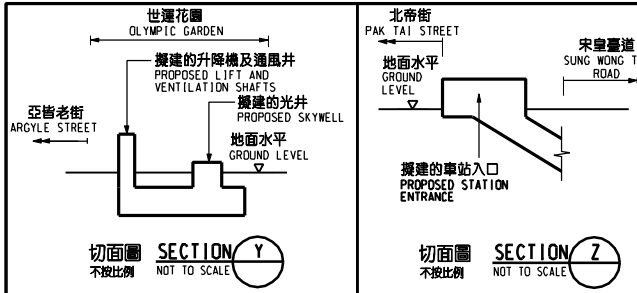 世運花園
OLYMPIC GARDEN
擬建的升降機及通風井
PROPOSED LIFT AND
VENTILATION SHAFTS
擬建的光井
PROPOSED SKYWELL
亞皆老街
ARGYLE STREET
地面水平
GROUND LEVEL
切面圖 SECTION Y
不按比例 NOT TO SCALE
北帝街
PAK TAI STREET
宋皇臺道
SUNG WONG T
ROAD
地面水平
GROUND
LEVEL
擬建的車站入口
PROPOSED STATION
ENTRANCE
切面圖 SECTION Z
不按比例 NOT TO SCALE